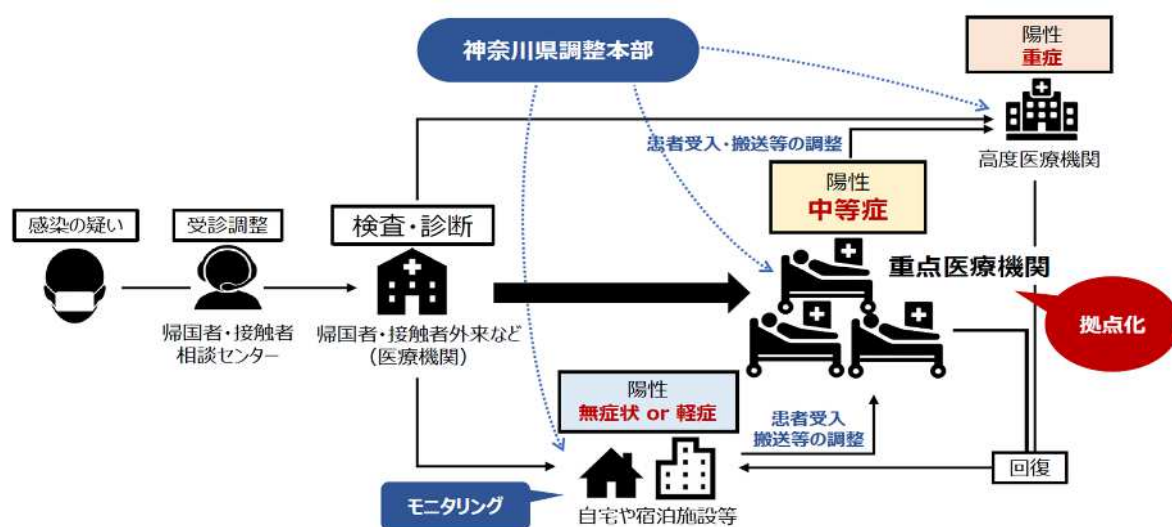 神奈川県調整本部
陽性
重症
高度医療機関
患者受入・搬送等の調整
陽性
中等症
重点医療機関
拠点化
感染の疑い
受診調整
検査・診断
帰国者・接触者
相談センター
帰国者・接触者外来など
（医療機関）
陽性
無症状 or 軽症
患者受入
搬送等の調整
回復
モニタリング
自宅や宿泊施設等